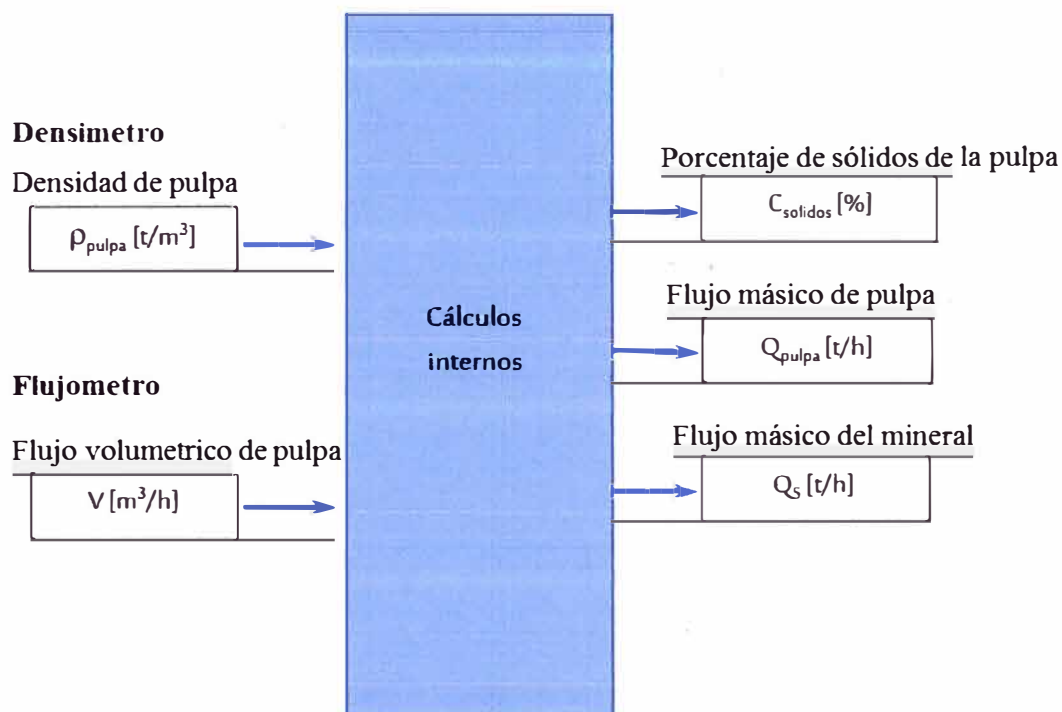 Densimetro
Densidad de pulpa
ρpulpa [t/m³]
Flujometro
Flujo volumetrico de pulpa
V [m³/h]
Cálculos
internos
Porcentaje de sólidos de la pulpa
Csolidos [%]
Flujo másico de pulpa
Qpulpa [t/h]
Flujo másico del mineral
QS [t/h]